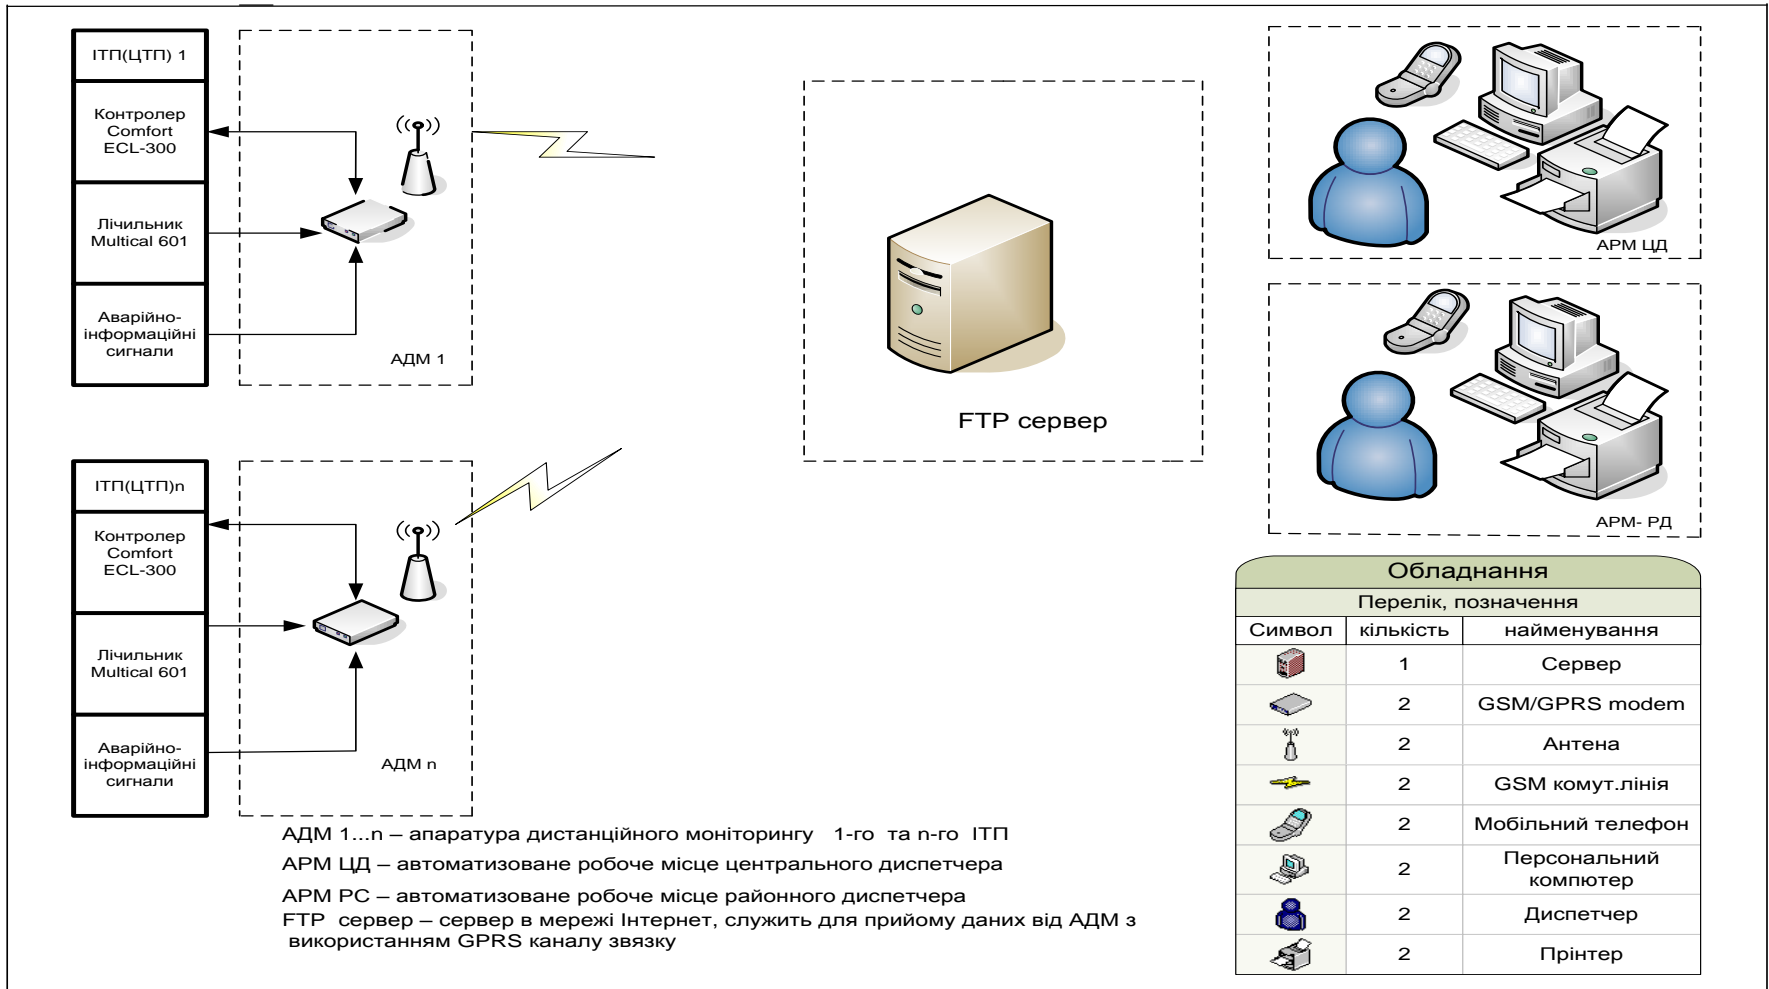 ІТП(ЦТП) 1
Контролер
Comfort
ECL-300
Лічильник
Multical 601
Аварійно-
інформаційні
сигнали
АДМ 1
FTP сервер
АРМ ЦД
АРМ- РД
ІТП(ЦТП)n
Контролер
Comfort
ECL-300
Лічильник
Multical 601
Аварійно-
інформаційні
сигнали
АДМ n
АДМ 1...n – апаратура дистанційного моніторингу 1-го та n-го ІТП
АРМ ЦД – автоматизоване робоче місце центрального диспетчера
АРМ РС – автоматизоване робоче місце районного диспетчера
FTP сервер – сервер в мережі Інтернет, служить для прийому даних від АДМ з
використанням GPRS каналу звязку
Обладнання
Перелік, позначення
Символ кількість найменування
1 Сервер
2 GSM/GPRS modem
2 Антена
2 GSM комут.лінія
2 Мобільний телефон
2 Персональний
компютер
2 Диспетчер
2 Прінтер